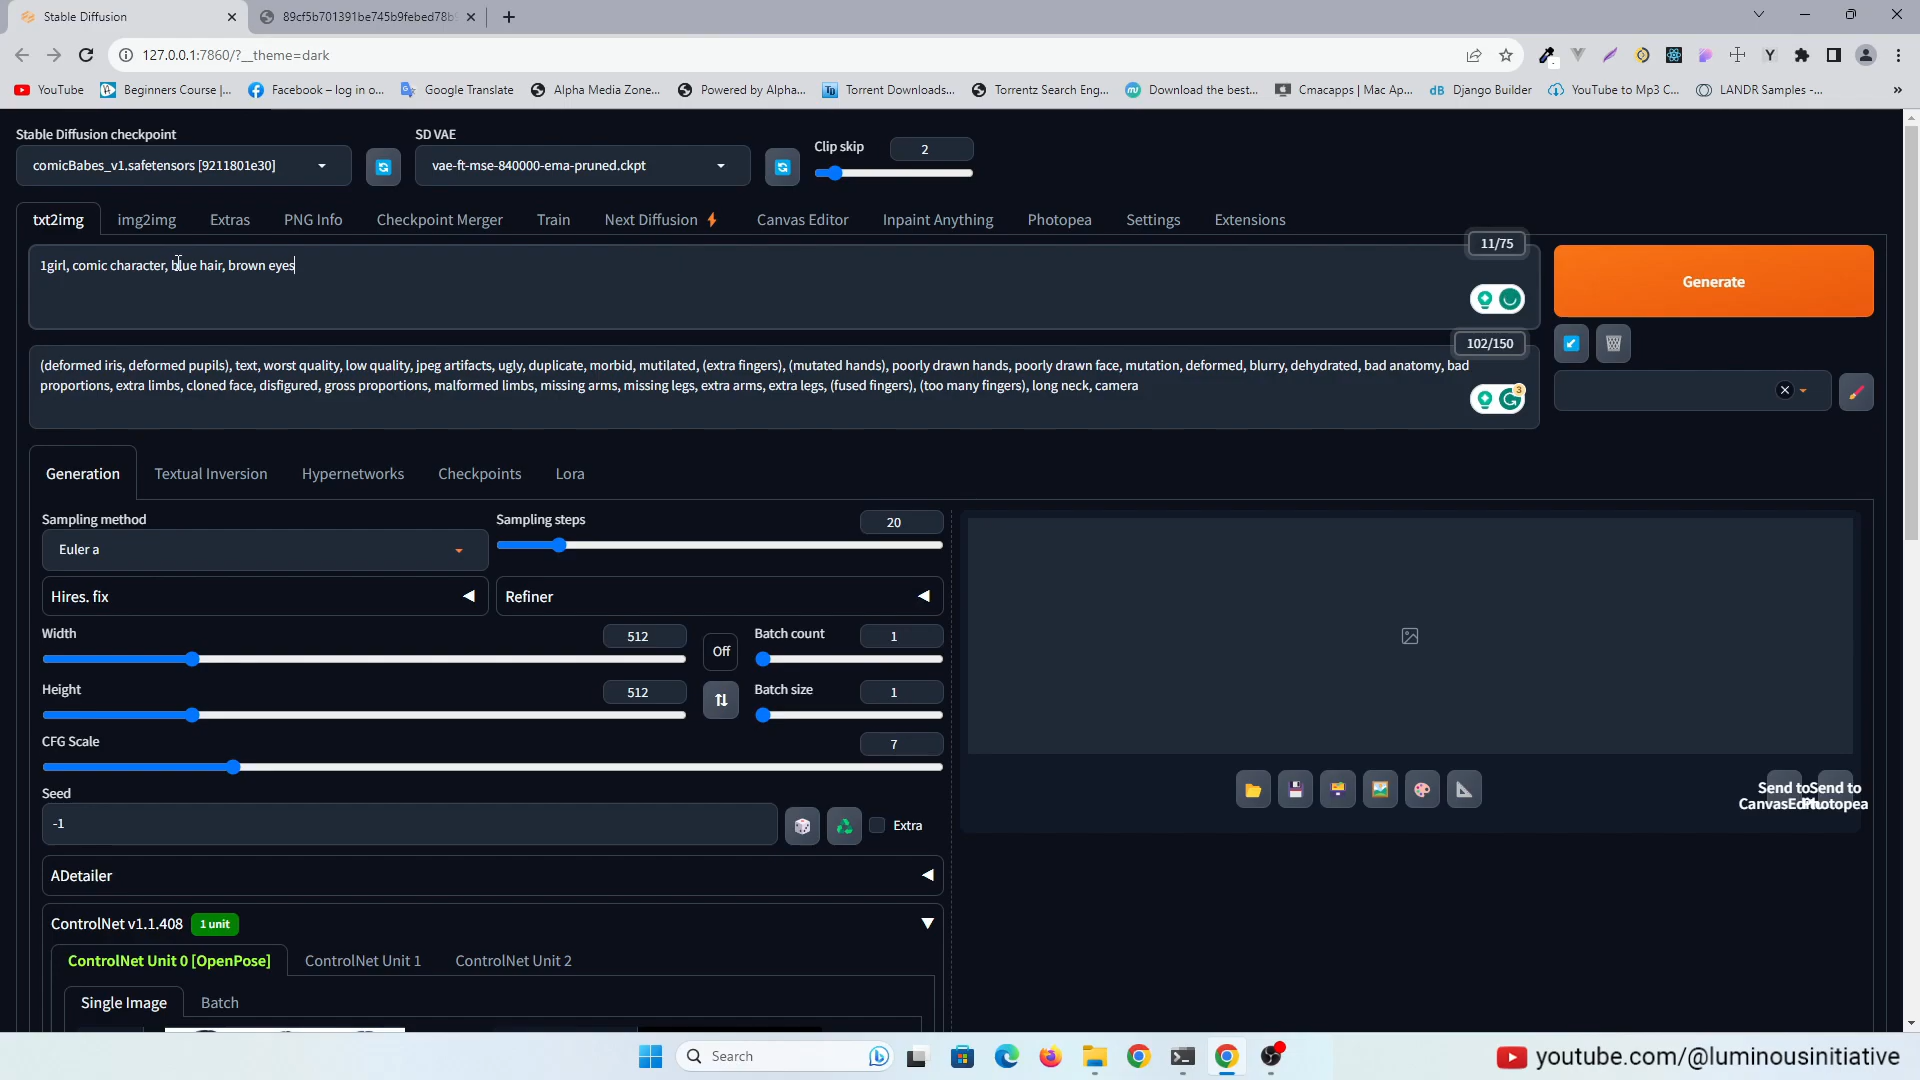 Stable Diffusion
89cf5b701391be745b9febed78b9
127.0.0.1:7860/?__theme=dark
YouTube
Beginners Course |...
Facebook – log in o...
Google Translate
Alpha Media Zone...
Powered by Alpha...
Torrent Downloads...
Torrentz Search Eng...
Download the best...
Cmacapps | Mac Ap...
Django Builder
YouTube to Mp3 C...
LANDR Samples -...
»
Stable Diffusion checkpoint
SD VAE
Clip skip
2
comicBabes_v1.safetensors [9211801e30]
vae-ft-mse-840000-ema-pruned.ckpt
txt2img
img2img
Extras
PNG Info
Checkpoint Merger
Train
Next Diffusion
Canvas Editor
Inpaint Anything
Photopea
Settings
Extensions
11/75
1girl, comic character, blue hair, brown eyes
Generate
102/150
(deformed iris, deformed pupils), text, worst quality, low quality, jpeg artifacts, ugly, duplicate, morbid, mutilated, (extra fingers), (mutated hands), poorly drawn hands, poorly drawn face, mutation, deformed, blurry, dehydrated, bad anatomy, bad
proportions, extra limbs, cloned face, disfigured, gross proportions, malformed limbs, missing arms, missing legs, extra arms, extra legs, (fused fingers), (too many fingers), long neck, camera
3
Generation
Textual Inversion
Hypernetworks
Checkpoints
Lora
Sampling method
Sampling steps
20
Euler a
Hires. fix
Refiner
Width
512
Off
Batch count
1
Height
512
Batch size
1
CFG Scale
7
Seed
-1
Extra
Send to
CanvasEditor
Send to
Photopea
ADetailer
ControlNet v1.1.408
1 unit
ControlNet Unit 0 [OpenPose]
ControlNet Unit 1
ControlNet Unit 2
Single Image
Batch
Search
youtube.com/@luminousinitiative